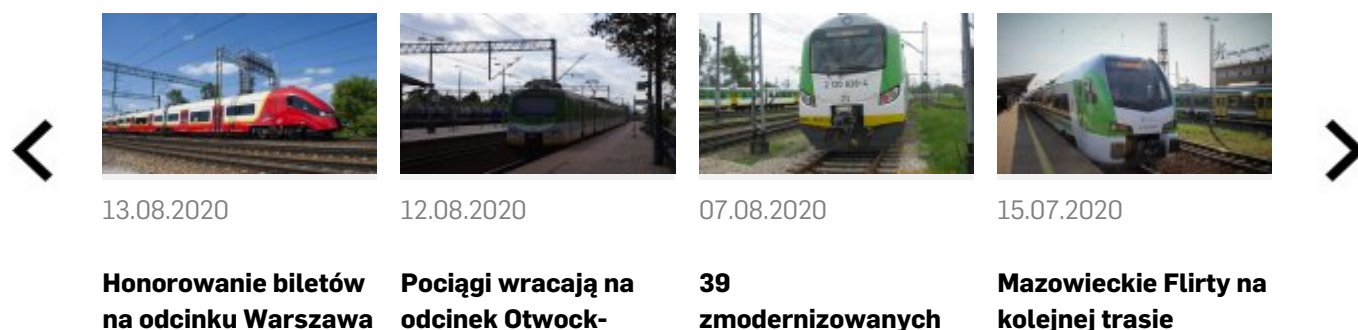 13.08.2020
12.08.2020
07.08.2020
15.07.2020
Honorowanie biletów
na odcinku Warszawa
Pociągi wracają na
odcinek Otwock-
39
zmodernizowanych
Mazowieckie Flirty na
kolejnej trasie